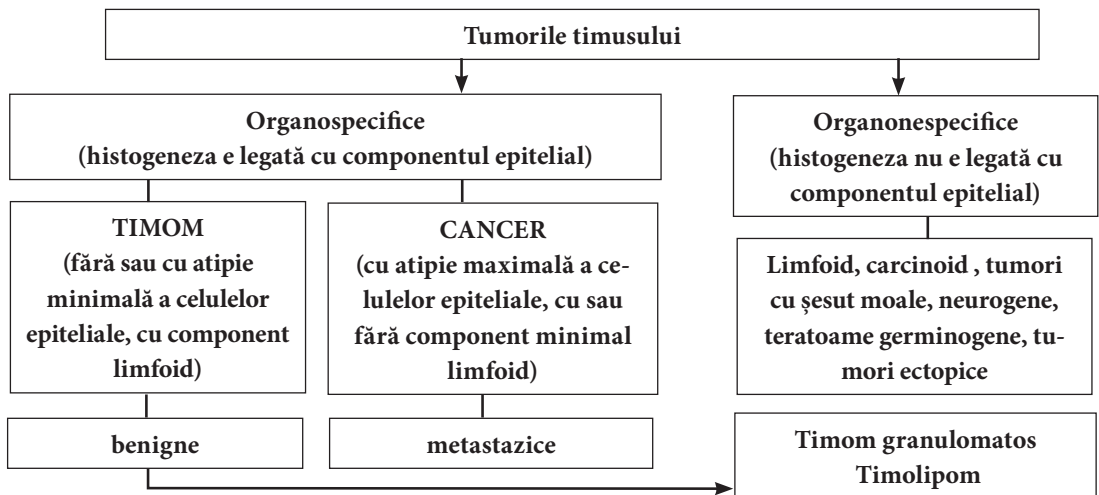 Tumorile timusului
Organospecifice
(histogeneza e legată cu componentul epitelial)
Organonespecifice
(histogeneza nu e legată cu
componentul epitelial)
TIMOM
(fără sau cu atipie
minimală a celulelor
epiteliale, cu component
limfoid)
CANCER
(cu atipie maximală a ce-
lulelor epiteliale, cu sau
fără component minimal
limfoid)
Limfoid, carcinoid , tumori
cu șesut moale, neurogene,
teratoame germinogene, tu-
mori ectopice
benigne
metastazice
Timom granulomatos
Timolipom